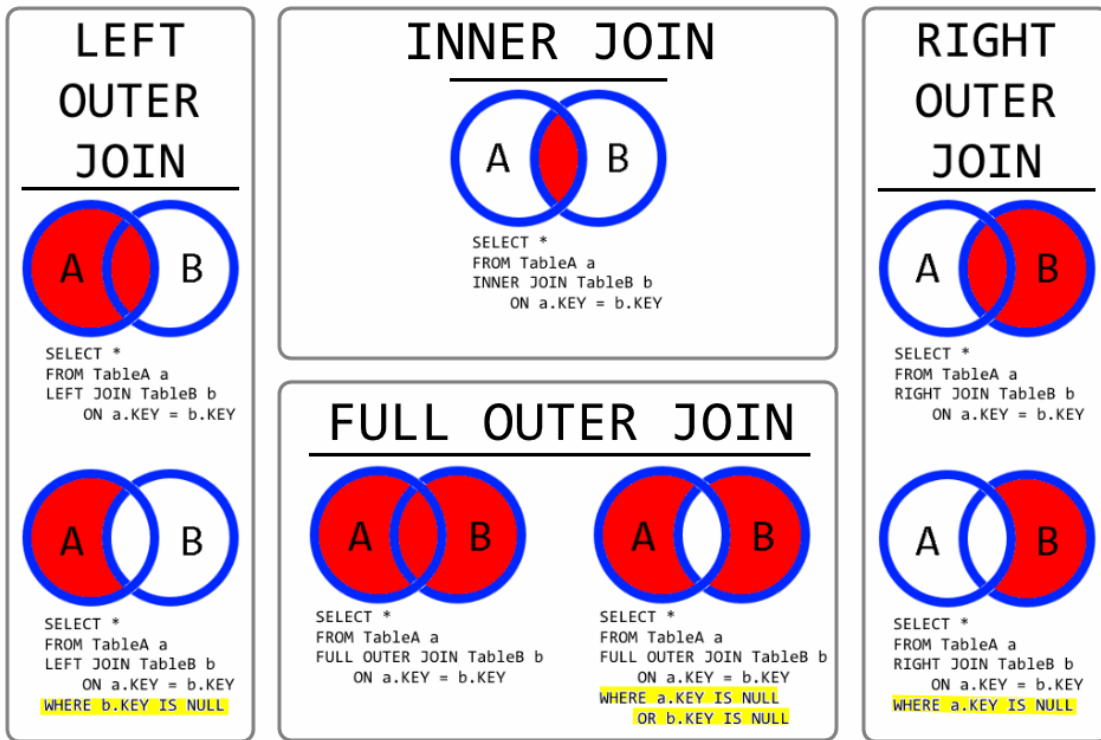 LEFT
OUTER
JOIN
A
B
SELECT *
FROM TableA a
LEFT JOIN TableB b
ON a.KEY = b.KEY
A
B
SELECT *
FROM TableA a
LEFT JOIN TableB b
ON a.KEY = b.KEY
WHERE b.KEY IS NULL
INNER JOIN
A
B
SELECT *
FROM TableA a
INNER JOIN TableB b
ON a.KEY = b.KEY
FULL OUTER JOIN
A
B
SELECT *
FROM TableA a
FULL OUTER JOIN TableB b
ON a.KEY = b.KEY
A
B
SELECT *
FROM TableA a
FULL OUTER JOIN TableB b
ON a.KEY = b.KEY
WHERE a.KEY IS NULL
OR b.KEY IS NULL
RIGHT
OUTER
JOIN
A
B
SELECT *
FROM TableA a
RIGHT JOIN TableB b
ON a.KEY = b.KEY
A
B
SELECT *
FROM TableA a
RIGHT JOIN TableB b
ON a.KEY = b.KEY
WHERE a.KEY IS NULL